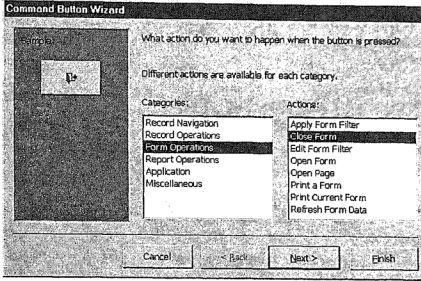 Command Button Wizard
Sample:
What action do you want to happen when the button is pressed?
Different actions are available for each category.
Categories:
Record Navigation
Record Operations
Form Operations
Report Operations
Application
Miscellaneous
Actions:
Apply Form Filter
Close Form
Edit Form Filter
Open Form
Open Page
Print a Form
Print Current Form
Refresh Form Data
Cancel
< Back
Next >
Finish